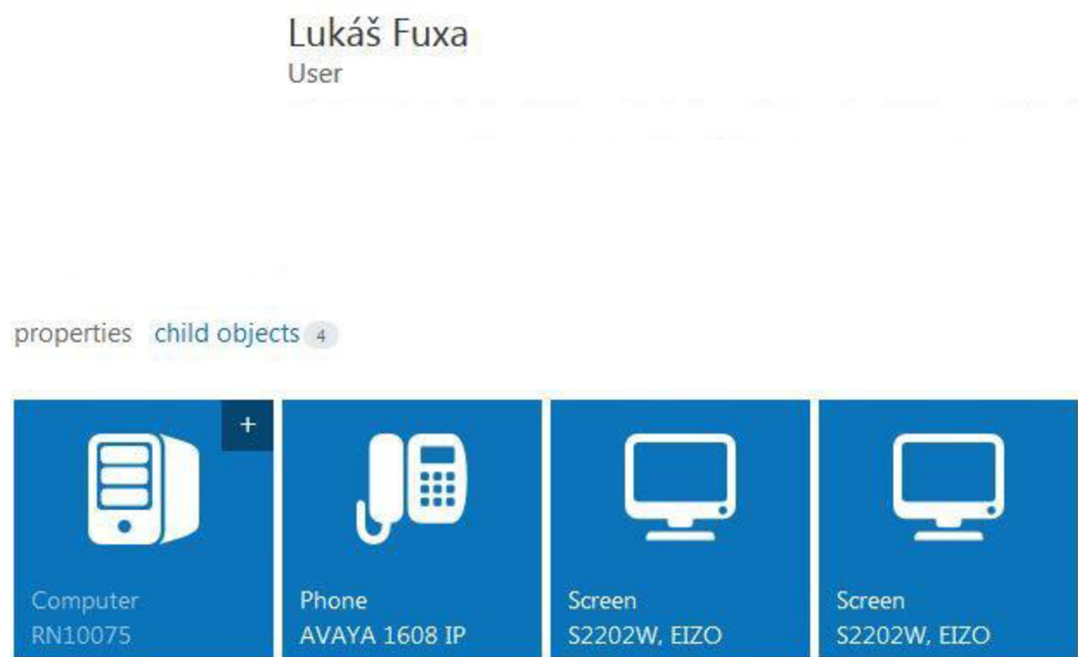 Lukáš Fuxa
User
properties child objects 4
+
Computer
RN10075
Phone
AVAYA 1608 IP
Screen
S2202W, EIZO
Screen
S2202W, EIZO